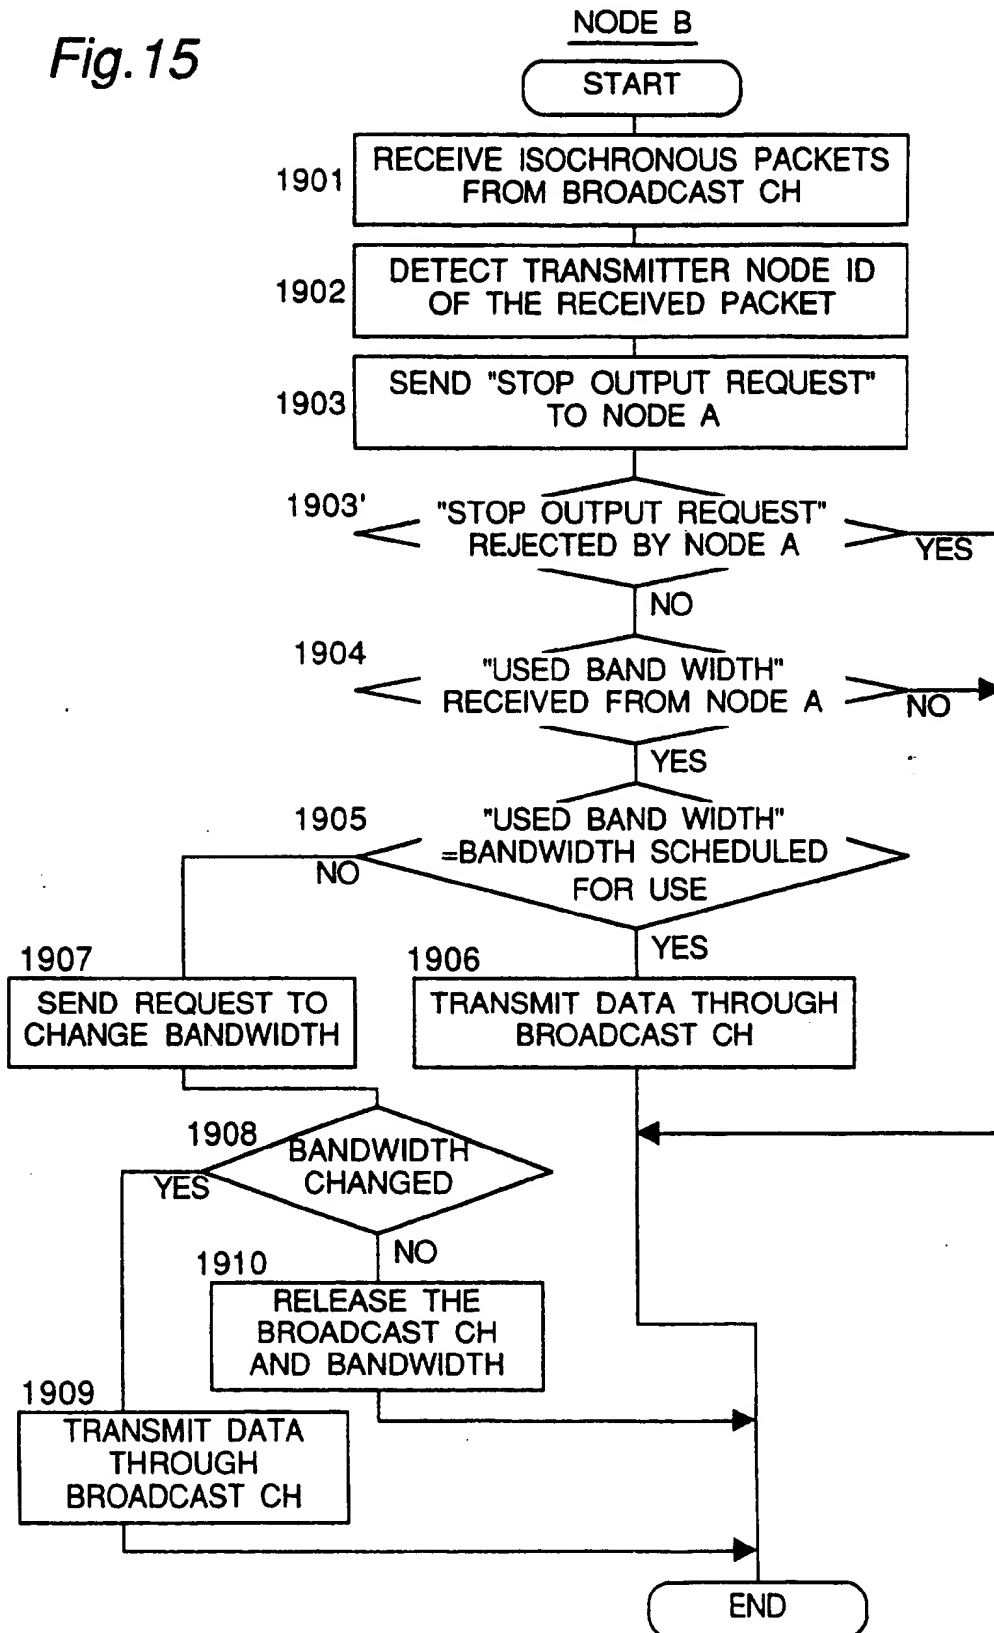 Fig.15
NODE B
START
1901
RECEIVE ISOCHRONOUS PACKETS
FROM BROADCAST CH
1902
DETECT TRANSMITTER NODE ID
OF THE RECEIVED PACKET
1903
SEND "STOP OUTPUT REQUEST"
TO NODE A
1903'
"STOP OUTPUT REQUEST"
REJECTED BY NODE A
YES
NO
1904
"USED BAND WIDTH"
RECEIVED FROM NODE A
NO
YES
1905
"USED BAND WIDTH"
=BANDWIDTH SCHEDULED
FOR USE
NO
YES
1907
SEND REQUEST TO
CHANGE BANDWIDTH
1906
TRANSMIT DATA THROUGH
BROADCAST CH
1908
BANDWIDTH
CHANGED
YES
NO
1910
RELEASE THE
BROADCAST CH
AND BANDWIDTH
1909
TRANSMIT DATA
THROUGH
BROADCAST CH
END